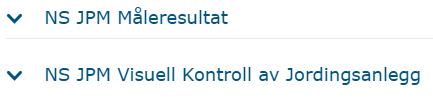 NS JPM Måleresultat
NS JPM Visuell Kontroll av Jordingsanlegg